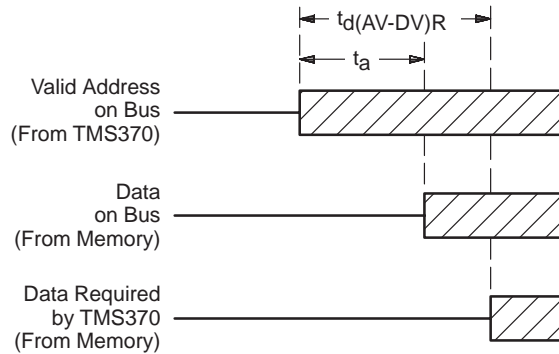 td(AV-DV)R
ta
Valid Address
on Bus
(From TMS370)
Data
on Bus
(From Memory)
Data Required
by TMS370
(From Memory)